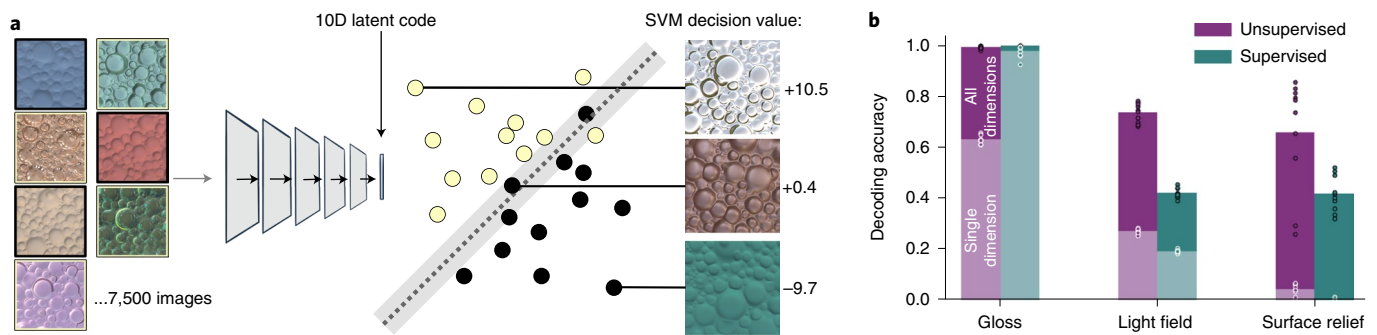 a
10D latent code
SVM decision value:
+10.5
+0.4
–9.7
...7,500 images
b
Unsupervised
Supervised
Decoding accuracy
1.0
0.8
0.6
0.4
0.2
0.0
All
dimensions
Single
dimension
Gloss
Light field
Surface relief